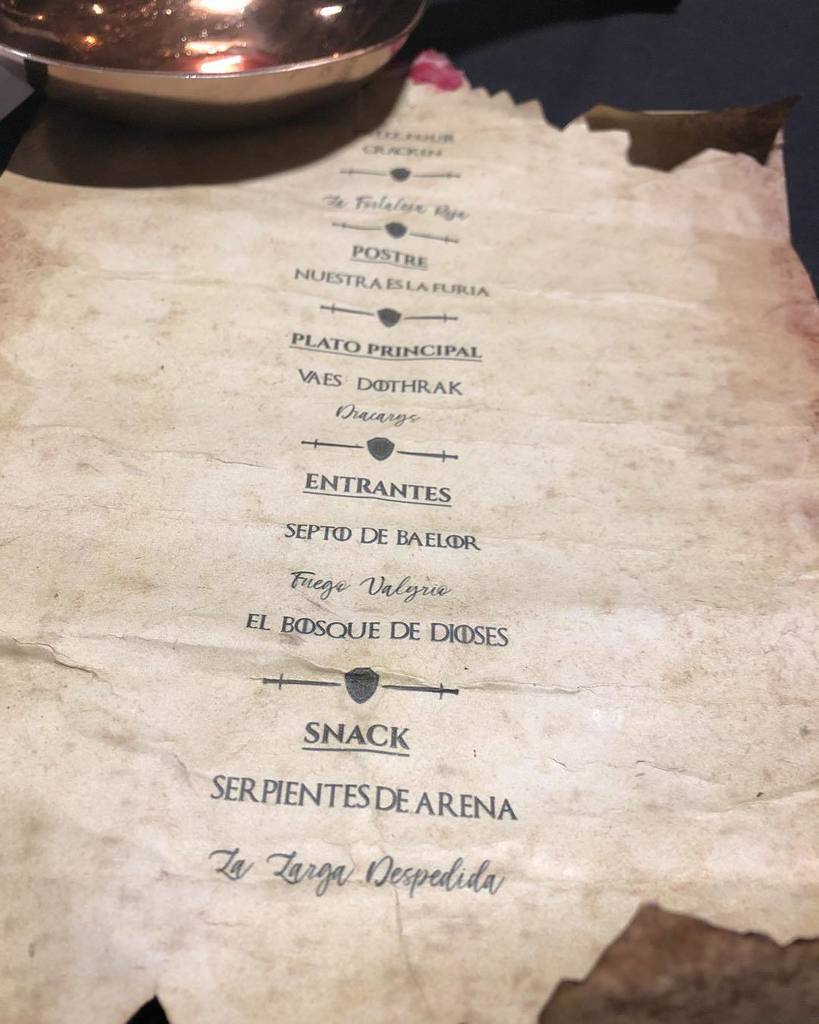 CRACKEN
La Fortaleza Roja
POSTRE
NUESTRA ES LA FURIA
PLATO PRINCIPAL
VAES DOTHRAK
Dracarys
ENTRANTES
SEPTO DE BAELOR
Fuego Valyrio
EL BOSQUE DE DIOSES
SNACK
SERPIENTES DE ARENA
La Larga Despedida